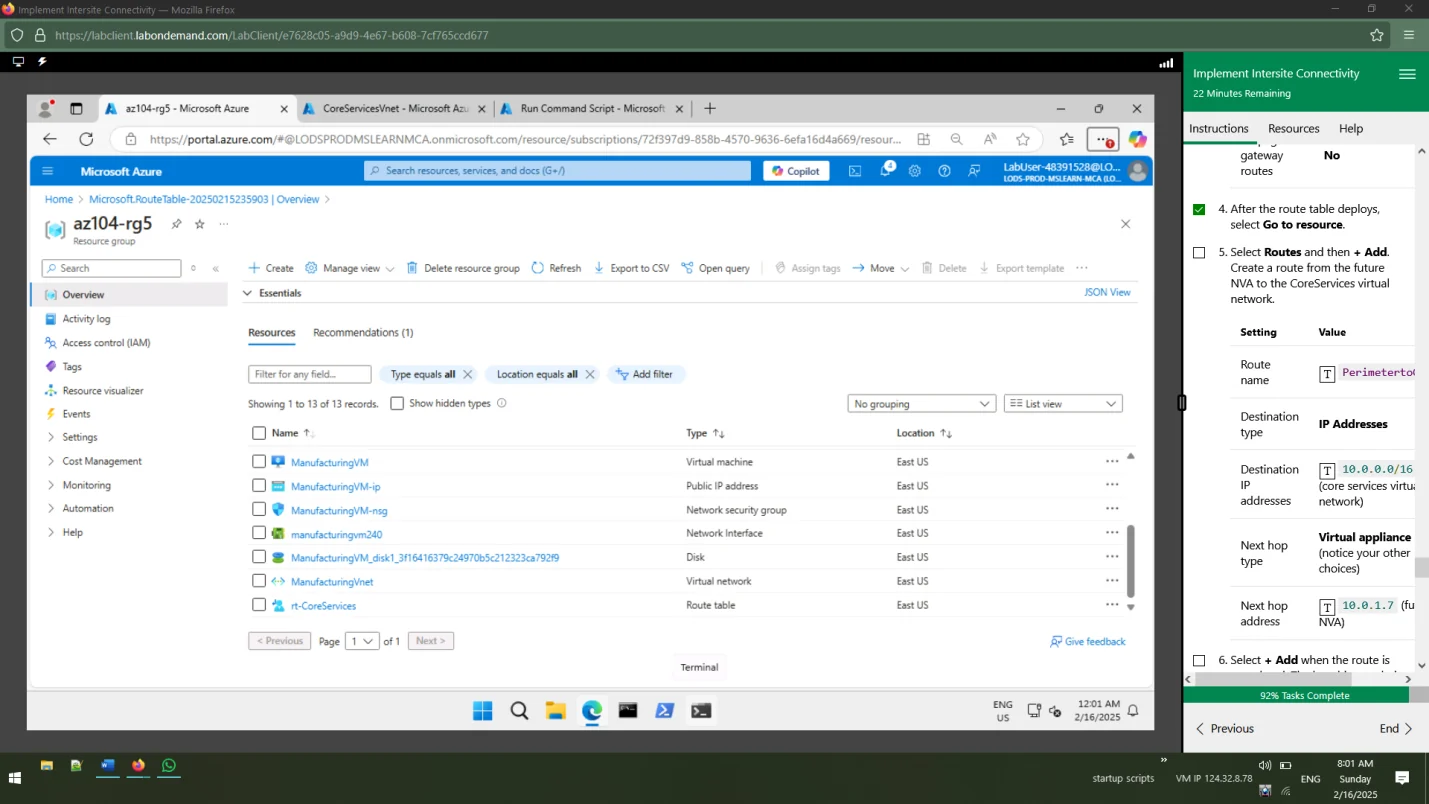 Implement Intersite Connectivity — Mozilla Firefox
https://labclient.labondemand.com/LabClient/e7628c05-a9d9-4e67-b608-7cf765ccd677
az104-rg5 - Microsoft Azure
CoreServicesVnet - Microsoft Azu
Run Command Script - Microsoft
https://portal.azure.com/#@LODSPRODMSLEARNMCA.onmicrosoft.com/resource/subscriptions/72f397d9-858b-4570-9636-6efa16d4a669/resour...
Microsoft Azure
Search resources, services, and docs (G+/)
Copilot
4
LabUser-48391528@LO...
LODS-PROD-MSLEARN-MCA (LO...
Home > Microsoft.RouteTable-20250215235903 | Overview >
az104-rg5
Resource group
Search
Create
Manage view
Delete resource group
Refresh
Export to CSV
Open query
Assign tags
Move
Delete
Export template
Overview
Activity log
Access control (IAM)
Tags
Resource visualizer
Events
Settings
Cost Management
Monitoring
Automation
Help
Essentials
JSON View
Resources
Recommendations (1)
Filter for any field...
Type equals all
Location equals all
Add filter
Showing 1 to 13 of 13 records.
Show hidden types
No grouping
List view
Name
Type
Location
ManufacturingVM Virtual machine East US
ManufacturingVM-ip Public IP address East US
ManufacturingVM-nsg Network security group East US
manufacturingvm240 Network Interface East US
ManufacturingVM_disk1_3f16416379c24970b5c212323ca792f9 Disk East US
ManufacturingVnet Virtual network East US
rt-CoreServices Route table East US
< Previous Page 1 of 1 Next >
Give feedback
Terminal
ENG
US
12:01 AM
2/16/2025
Implement Intersite Connectivity
22 Minutes Remaining
Instructions
Resources
Help
gateway
routes
No
4. After the route table deploys,
select Go to resource.
5. Select Routes and then + Add.
Create a route from the future
NVA to the CoreServices virtual
network.
Setting Value
Route
name
T PerimetertoC
Destination
type
IP Addresses
Destination
IP
addresses
T 10.0.0.0/16
(core services virtua
network)
Next hop
type
Virtual appliance
(notice your other
choices)
Next hop
address
T 10.0.1.7 (fu
NVA)
6. Select + Add when the route is
92% Tasks Complete
Previous
End
startup scripts
VM IP 124.32.8.78
ENG
8:01 AM
Sunday
2/16/2025